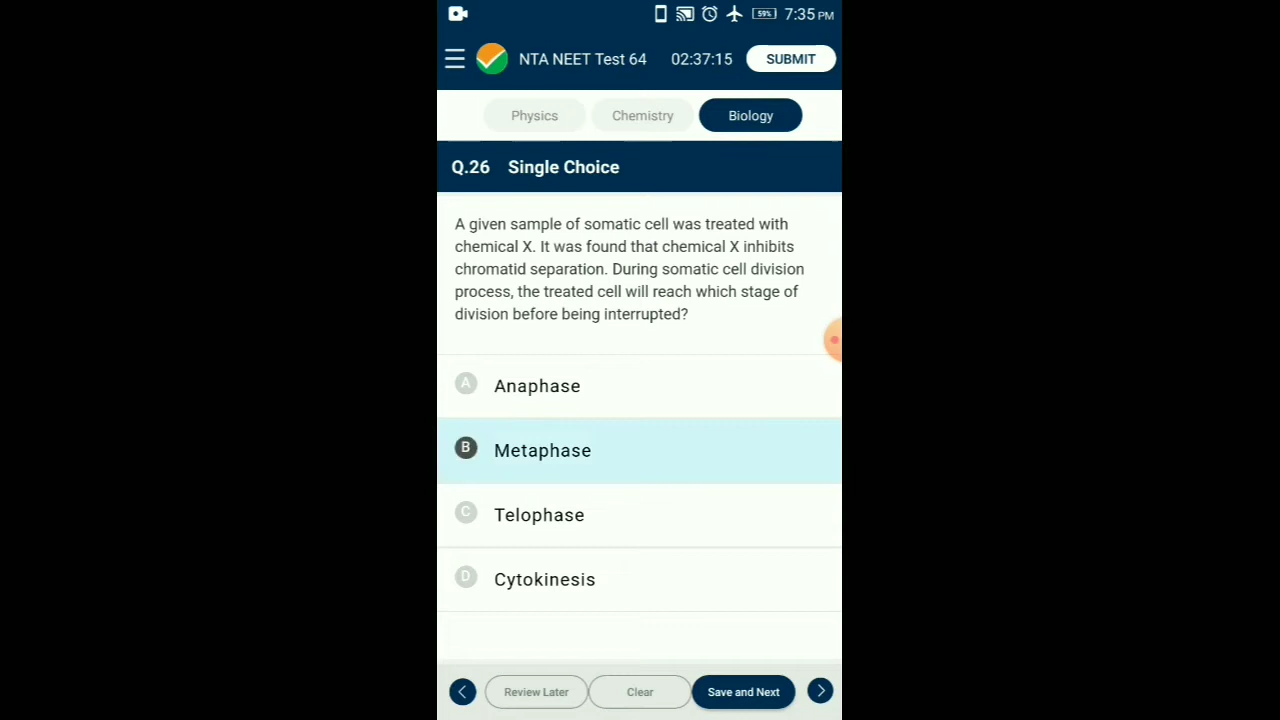 59% 7:35 PM
NTA NEET Test 64 02:37:15 SUBMIT
Physics Chemistry Biology
Q.26 Single Choice
A given sample of somatic cell was treated with
chemical X. It was found that chemical X inhibits
chromatid separation. During somatic cell division
process, the treated cell will reach which stage of
division before being interrupted?
A Anaphase
B Metaphase
C Telophase
D Cytokinesis
Review Later Clear Save and Next